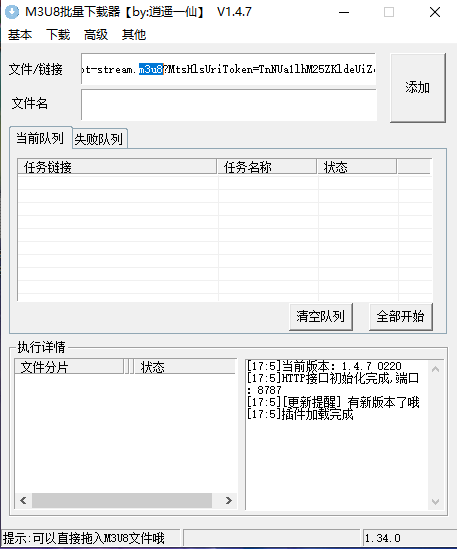 M3U8批量下载器【by:逍遥一仙】 V1.4.7
基本 下载 高级 其他
文件/链接
ot-stream.m3u8?MtsHlsUriToken=TnNUa1lhM25ZKldeUiZ
添加
文件名
当前队列 失败队列
任务链接 任务名称 状态
清空队列 全部开始
执行详情
文件分片 状态
[17:5]当前版本：1.4.7 0220
[17:5]HTTP接口初始化完成,端口
：8787
[17:5][更新提醒] 有新版本了哦
[17:5]插件加载完成
提示:可以直接拖入M3U8文件哦
1.34.0